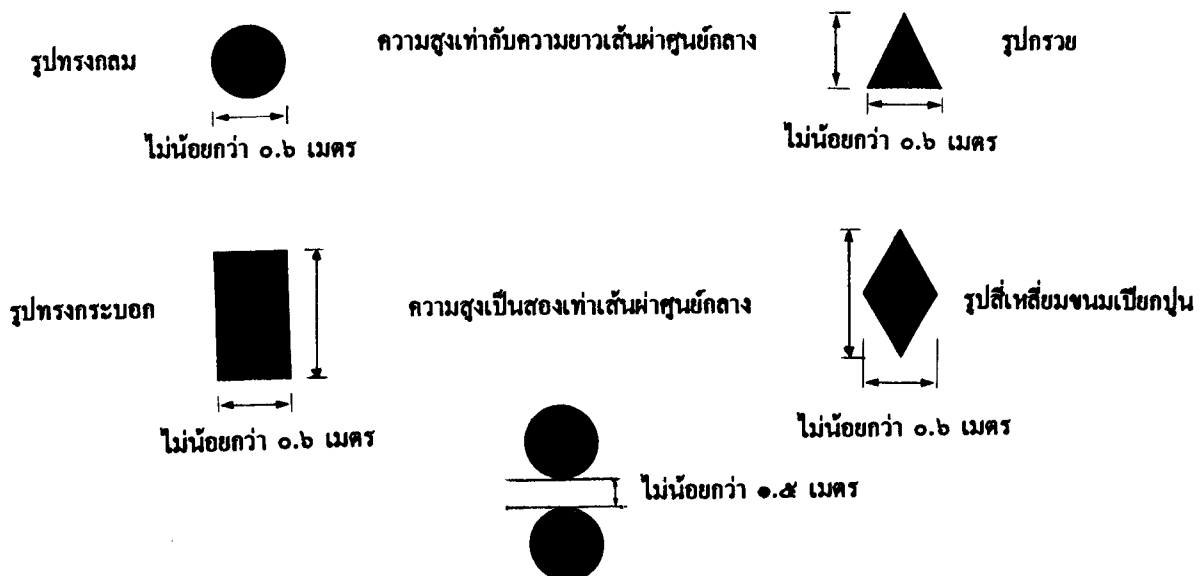 รูปทรงกลม
ความสูงเท่ากับความยาวเส้นผ่าศูนย์กลาง
รูปกรวย
ไม่น้อยกว่า ๐.๖ เมตร
ไม่น้อยกว่า ๐.๖ เมตร
รูปทรงกระบอก
ความสูงเป็นสองเท่าเส้นผ่าศูนย์กลาง
รูปสี่เหลี่ยมขนมเปียกปูน
ไม่น้อยกว่า ๐.๖ เมตร
ไม่น้อยกว่า ๐.๖ เมตร
ไม่น้อยกว่า ๑.๕ เมตร